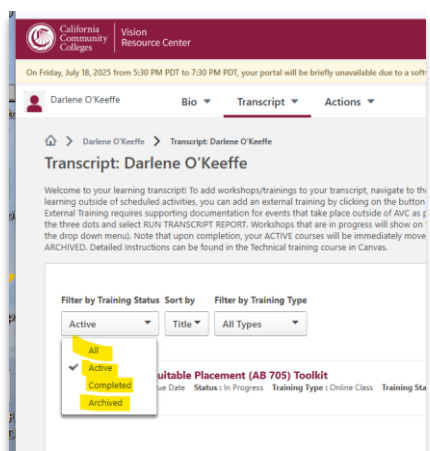 California
Community
Colleges
Vision
Resource Center
On Friday, July 18, 2025 from 5:30 PM PDT to 7:30 PM PDT, your portal will be briefly unavailable due to a
Darlene O'Keeffe
Bio
Transcript
Actions
Darlene O'Keeffe
Transcript: Darlene O'Keeffe
Transcript: Darlene O'Keeffe
Welcome to your learning transcript! To add workshops/trainings to your transcript, navigate to
learning outside of scheduled activities, you can add an external training by clicking on the button
External Training requires supporting documentation for events that take place outside of AVC as
the three dots and select RUN TRANSCRIPT REPORT. Workshops that are in progress will show on
the drop down menu). Note that upon completion, your ACTIVE courses will be immediately move
ARCHIVED. Detailed Instructions can be found in the Technical training course in Canvas.
Filter by Training Status
Sort by
Filter by Training Type
Active
Title
All Types
All
Active
Completed
Archived
uitable Placement (AB 705) Toolkit
ue Date Status : In Progress Training Type : Online Class Training Sta